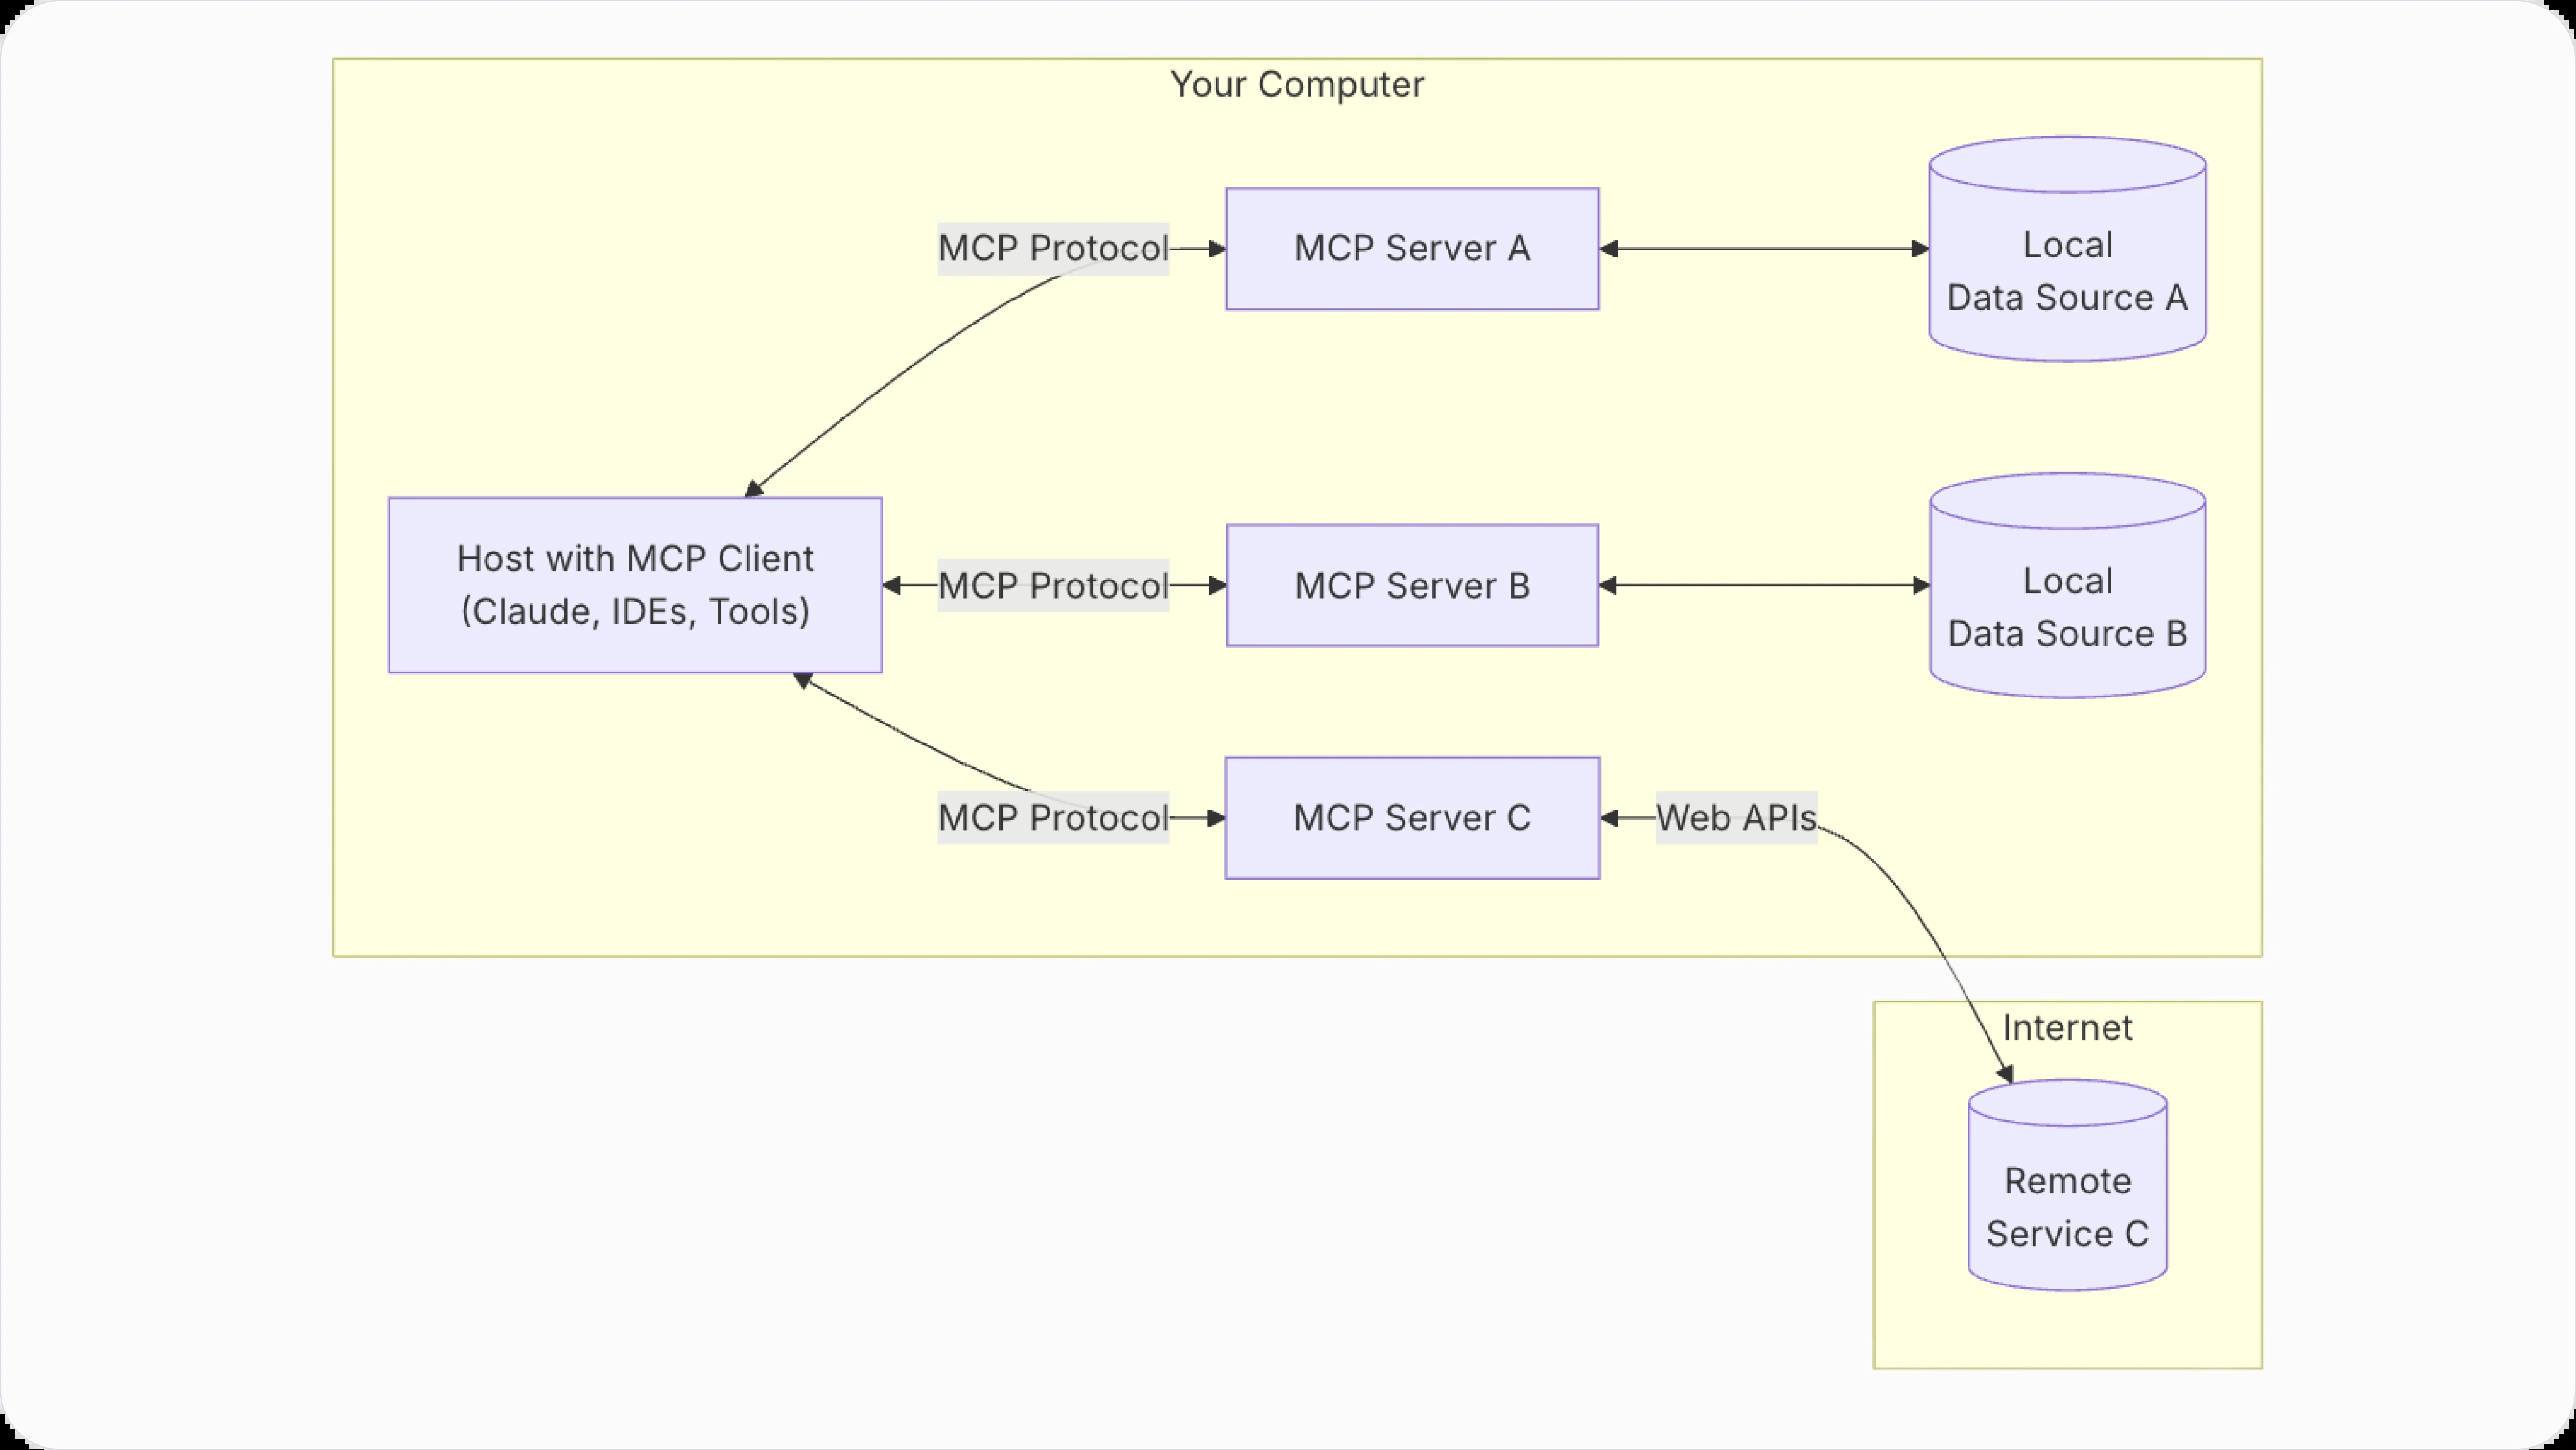 Your Computer
MCP Protocol
MCP Server A
Local
Data Source A
Host with MCP Client
(Claude, IDEs, Tools)
MCP Protocol
MCP Server B
Local
Data Source B
MCP Protocol
MCP Server C
Web APIs
Internet
Remote
Service C